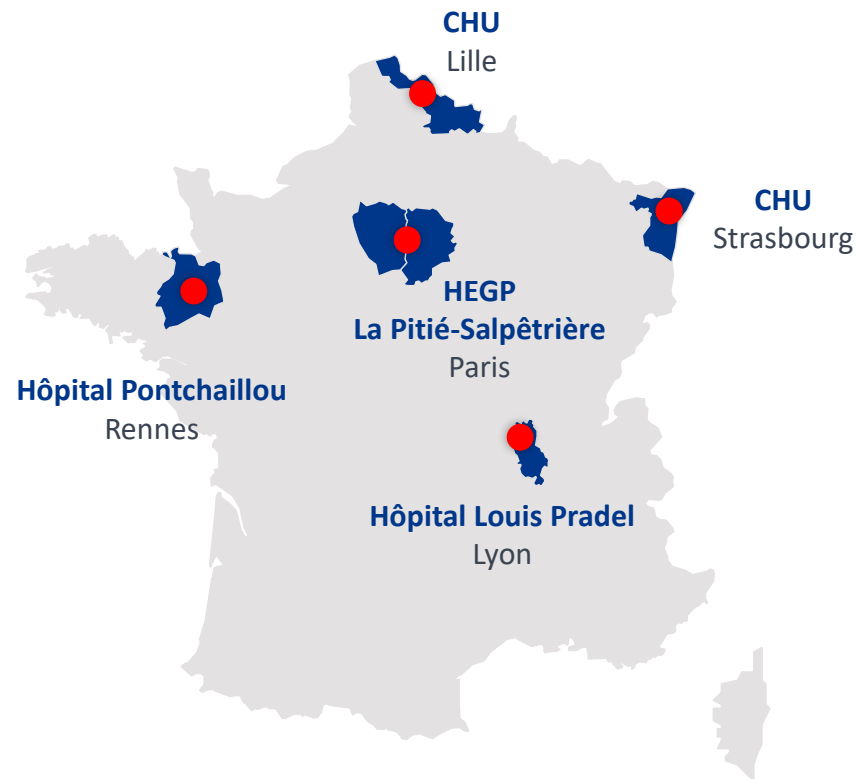 CHU
Lille
CHU
Strasbourg
HEGP
La Pitié-Salpêtrière
Paris
Hôpital Pontchaillou
Rennes
Hôpital Louis Pradel
Lyon